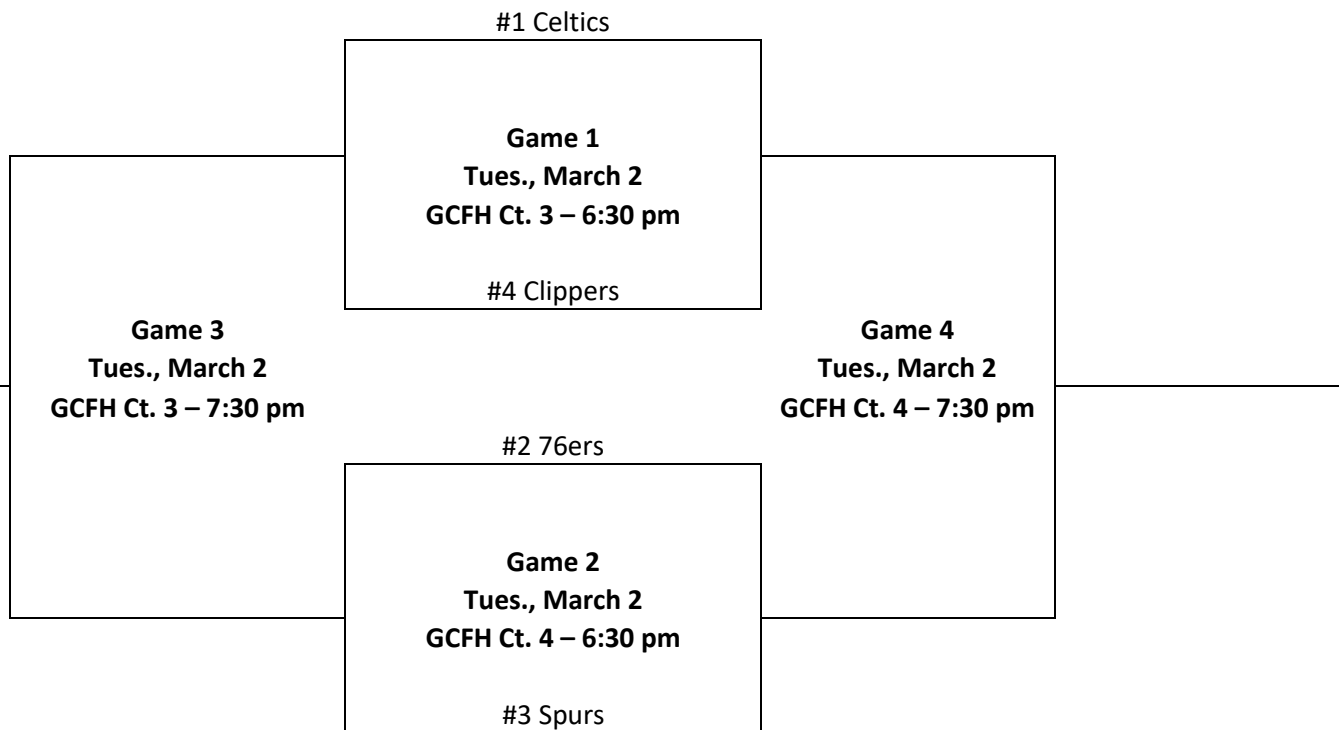 #1 Celtics
Game 1
Tues., March 2
GCFH Ct. 3 – 6:30 pm
#4 Clippers
Game 3
Tues., March 2
GCFH Ct. 3 – 7:30 pm
Game 4
Tues., March 2
GCFH Ct. 4 – 7:30 pm
#2 76ers
Game 2
Tues., March 2
GCFH Ct. 4 – 6:30 pm
#3 Spurs